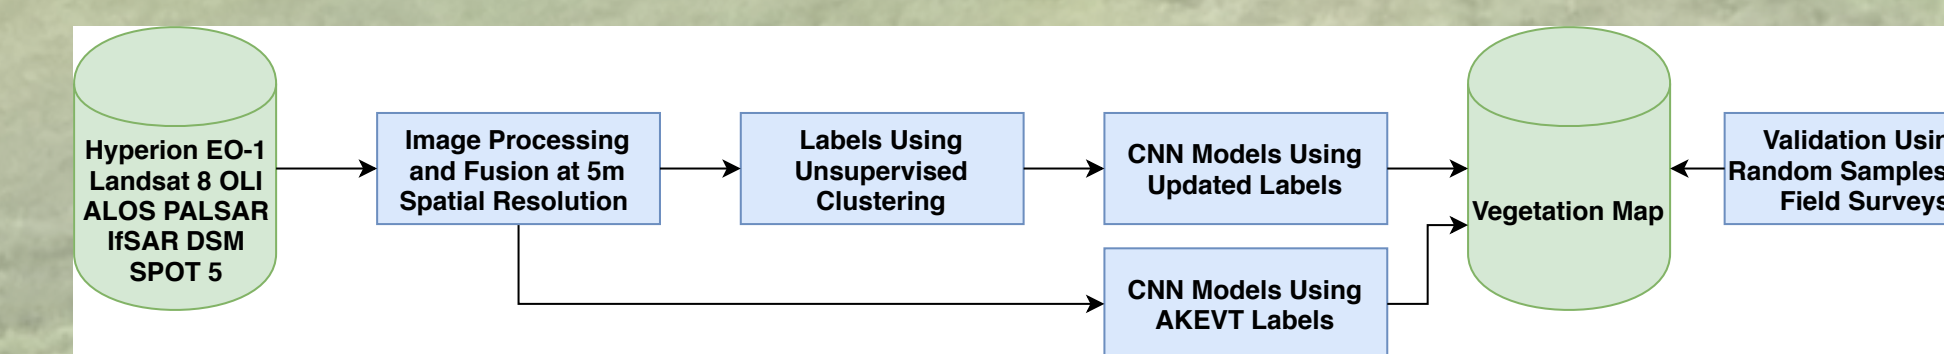 Hyperion EO-1
Landsat 8 OLI
ALOS PALSAR
IfSAR DSM
SPOT 5
Image Processing
and Fusion at 5m
Spatial Resolution
Labels Using
Unsupervised
Clustering
CNN Models Using
Updated Labels
CNN Models Using
AKEVT Labels
Vegetation Map
Validation
Random Samples
Field Surveys